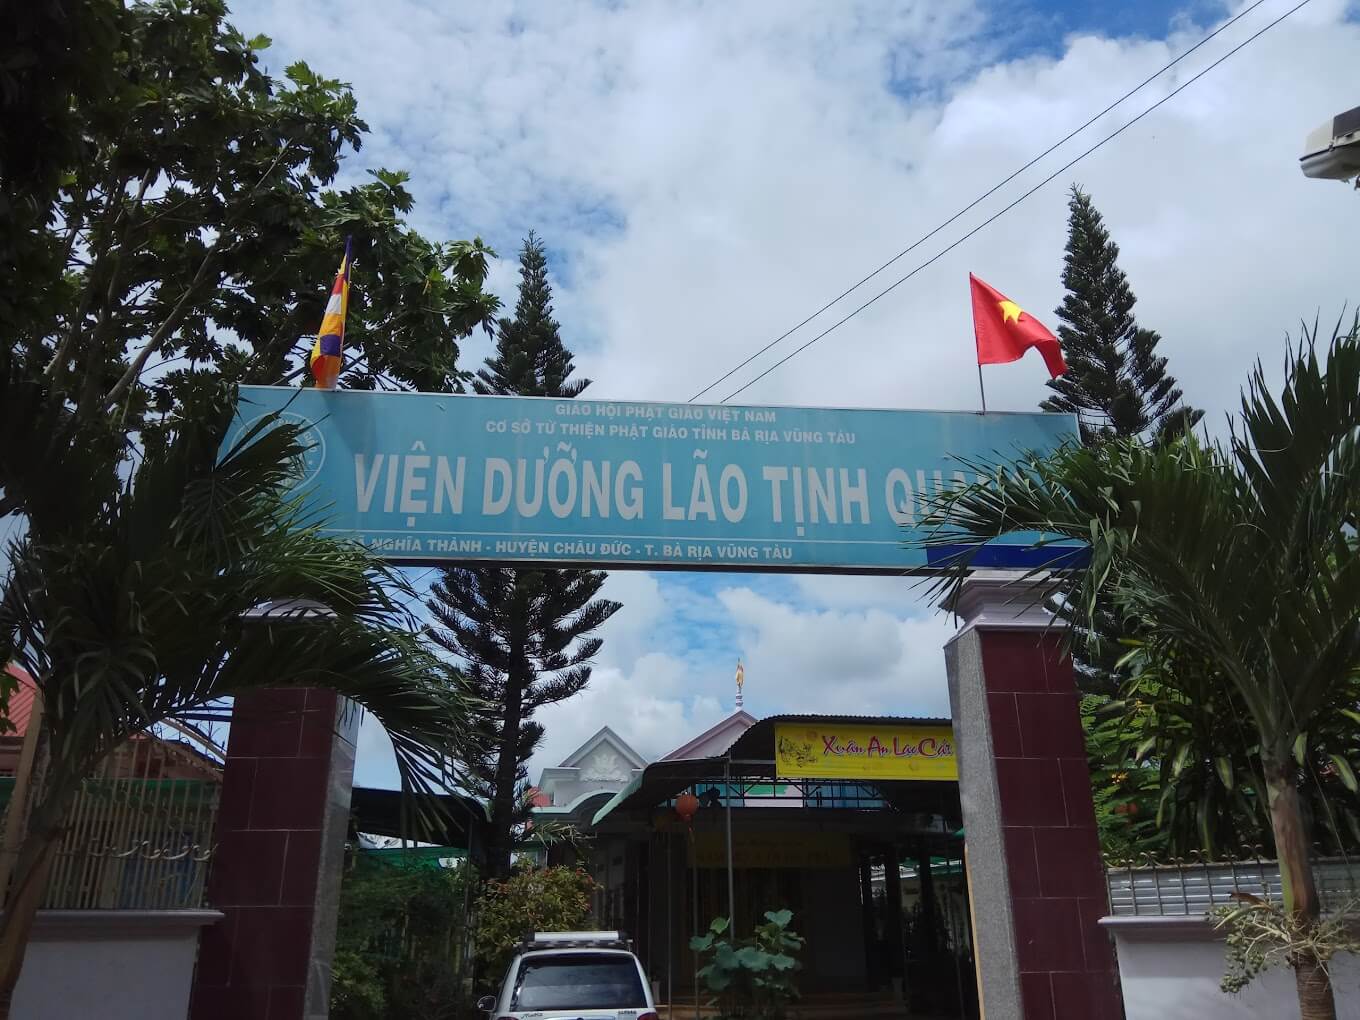 GIÁO HỘI PHẬT GIÁO VIỆT NAM
CƠ SỞ TỪ THIỆN PHẬT GIÁO TỈNH BÀ RỊA VŨNG TÀU
VIỆN DƯỠNG LÃO TỊNH
NGHĨA THÀNH - HUYỆN CHÂU ĐỨC - T. BÀ RỊA VŨNG TÀU
Xuân An Lạc Cát